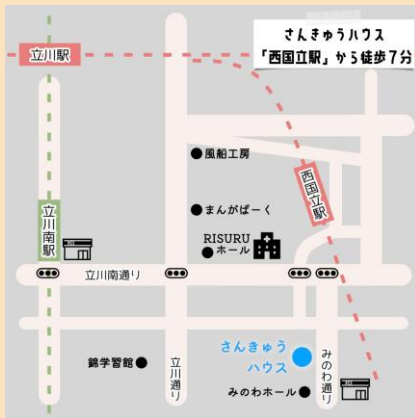 さんきゅうハウス
「西国立駅」から徒歩7分
立川駅
風船工房
西国立駅
まんがぱーく
立川南駅
RISURU
ホール
立川南通り
さんきゅう
ハウス
錦学習館
立川通り
みのわ通り
みのわホール